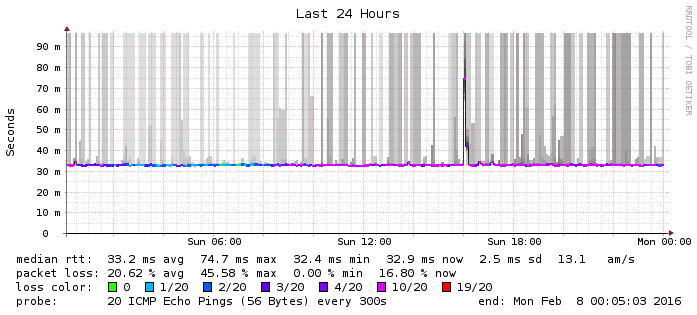 Last 24 Hours
RRDTOOL / TOBI OETIKER
Seconds
90 m
80 m
70 m
60 m
50 m
40 m
30 m
20 m
10 m
0
Sun 06:00 Sun 12:00 Sun 18:00 Mon 00:00
median rtt: 33.2 ms avg 74.7 ms max 32.4 ms min 32.9 ms now 2.5 ms sd 13.1 am/s
packet loss: 20.62 % avg 45.58 % max 0.00 % min 16.80 % now
loss color: 0 1/20 2/20 3/20 4/20 10/20 19/20
probe: 20 ICMP Echo Pings (56 Bytes) every 300s end: Mon Feb 8 00:05:03 2016